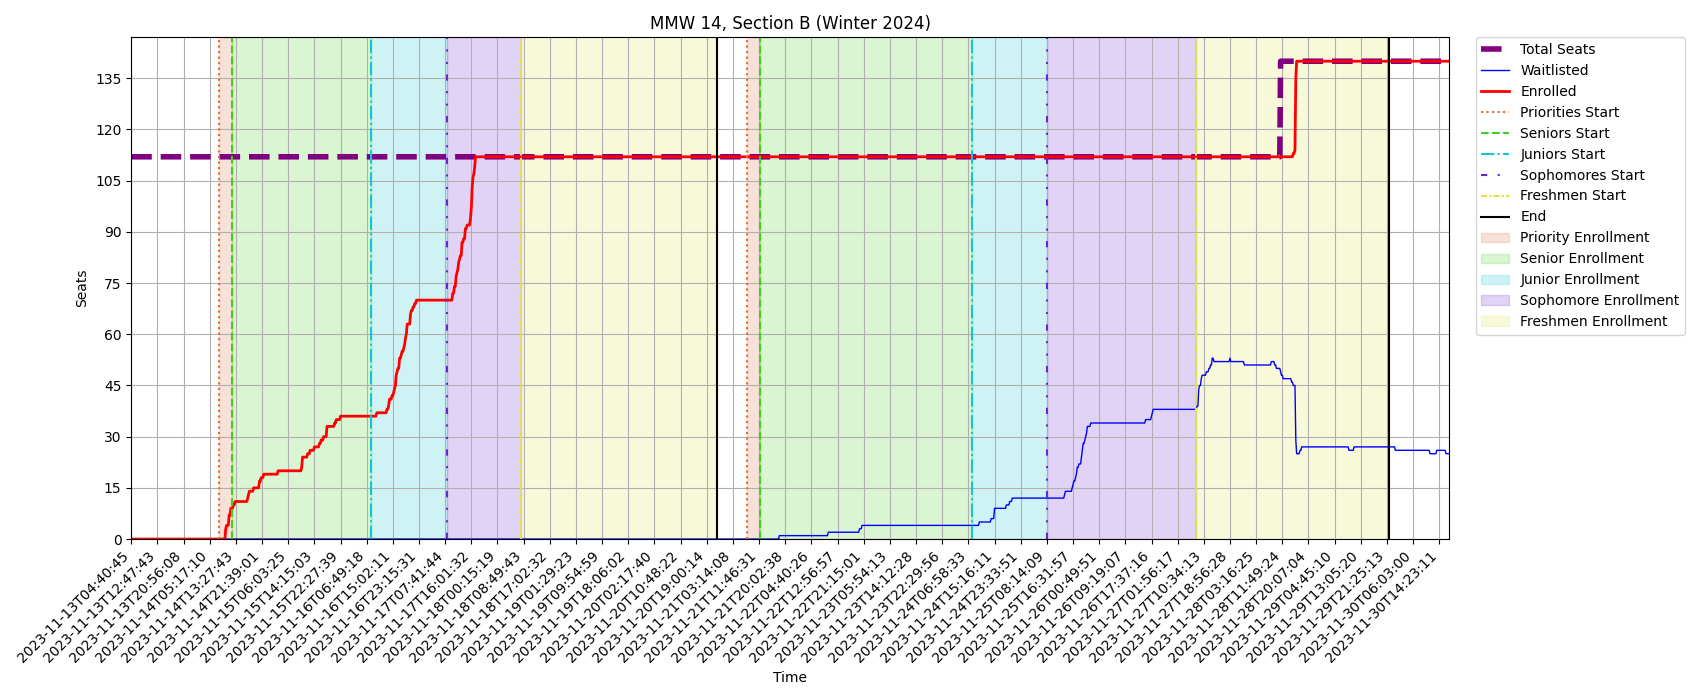 MMW 14, Section B (Winter 2024)
Seats
135
120
105
90
75
60
45
30
15
0
2023-11-13T04:40:45
2023-11-13T12:47:43
2023-11-13T20:56:08
2023-11-14T05:17:10
2023-11-14T13:27:43
2023-11-14T21:39:01
2023-11-15T06:03:25
2023-11-15T14:15:03
2023-11-15T22:27:39
2023-11-16T06:49:18
2023-11-16T15:02:11
2023-11-16T23:15:31
2023-11-17T07:41:44
2023-11-18T00:01:32
2023-11-18T00:15:19
2023-11-18T08:49:43
2023-11-18T17:02:32
2023-11-19T01:29:23
2023-11-19T09:54:59
2023-11-19T18:06:02
2023-11-20T02:17:40
2023-11-20T10:48:22
2023-11-20T19:00:14
2023-11-21T03:14:08
2023-11-21T11:46:31
2023-11-21T20:02:38
2023-11-22T04:40:26
2023-11-22T12:56:57
2023-11-22T21:15:01
2023-11-23T05:54:13
2023-11-23T14:12:28
2023-11-23T22:29:56
2023-11-24T06:58:33
2023-11-24T15:16:11
2023-11-24T23:33:51
2023-11-25T08:14:09
2023-11-25T16:31:57
2023-11-26T00:49:51
2023-11-26T09:19:07
2023-11-26T17:37:16
2023-11-27T01:56:17
2023-11-27T10:34:13
2023-11-27T18:56:28
2023-11-28T03:16:25
2023-11-28T11:49:24
2023-11-28T20:07:04
2023-11-29T04:45:10
2023-11-29T13:05:20
2023-11-29T21:25:13
2023-11-30T06:03:00
2023-11-30T14:23:11
Time
Total Seats
Waitlisted
Enrolled
Priorities Start
Seniors Start
Juniors Start
Sophomores Start
Freshmen Start
End
Priority Enrollment
Senior Enrollment
Junior Enrollment
Sophomore Enrollment
Freshmen Enrollment